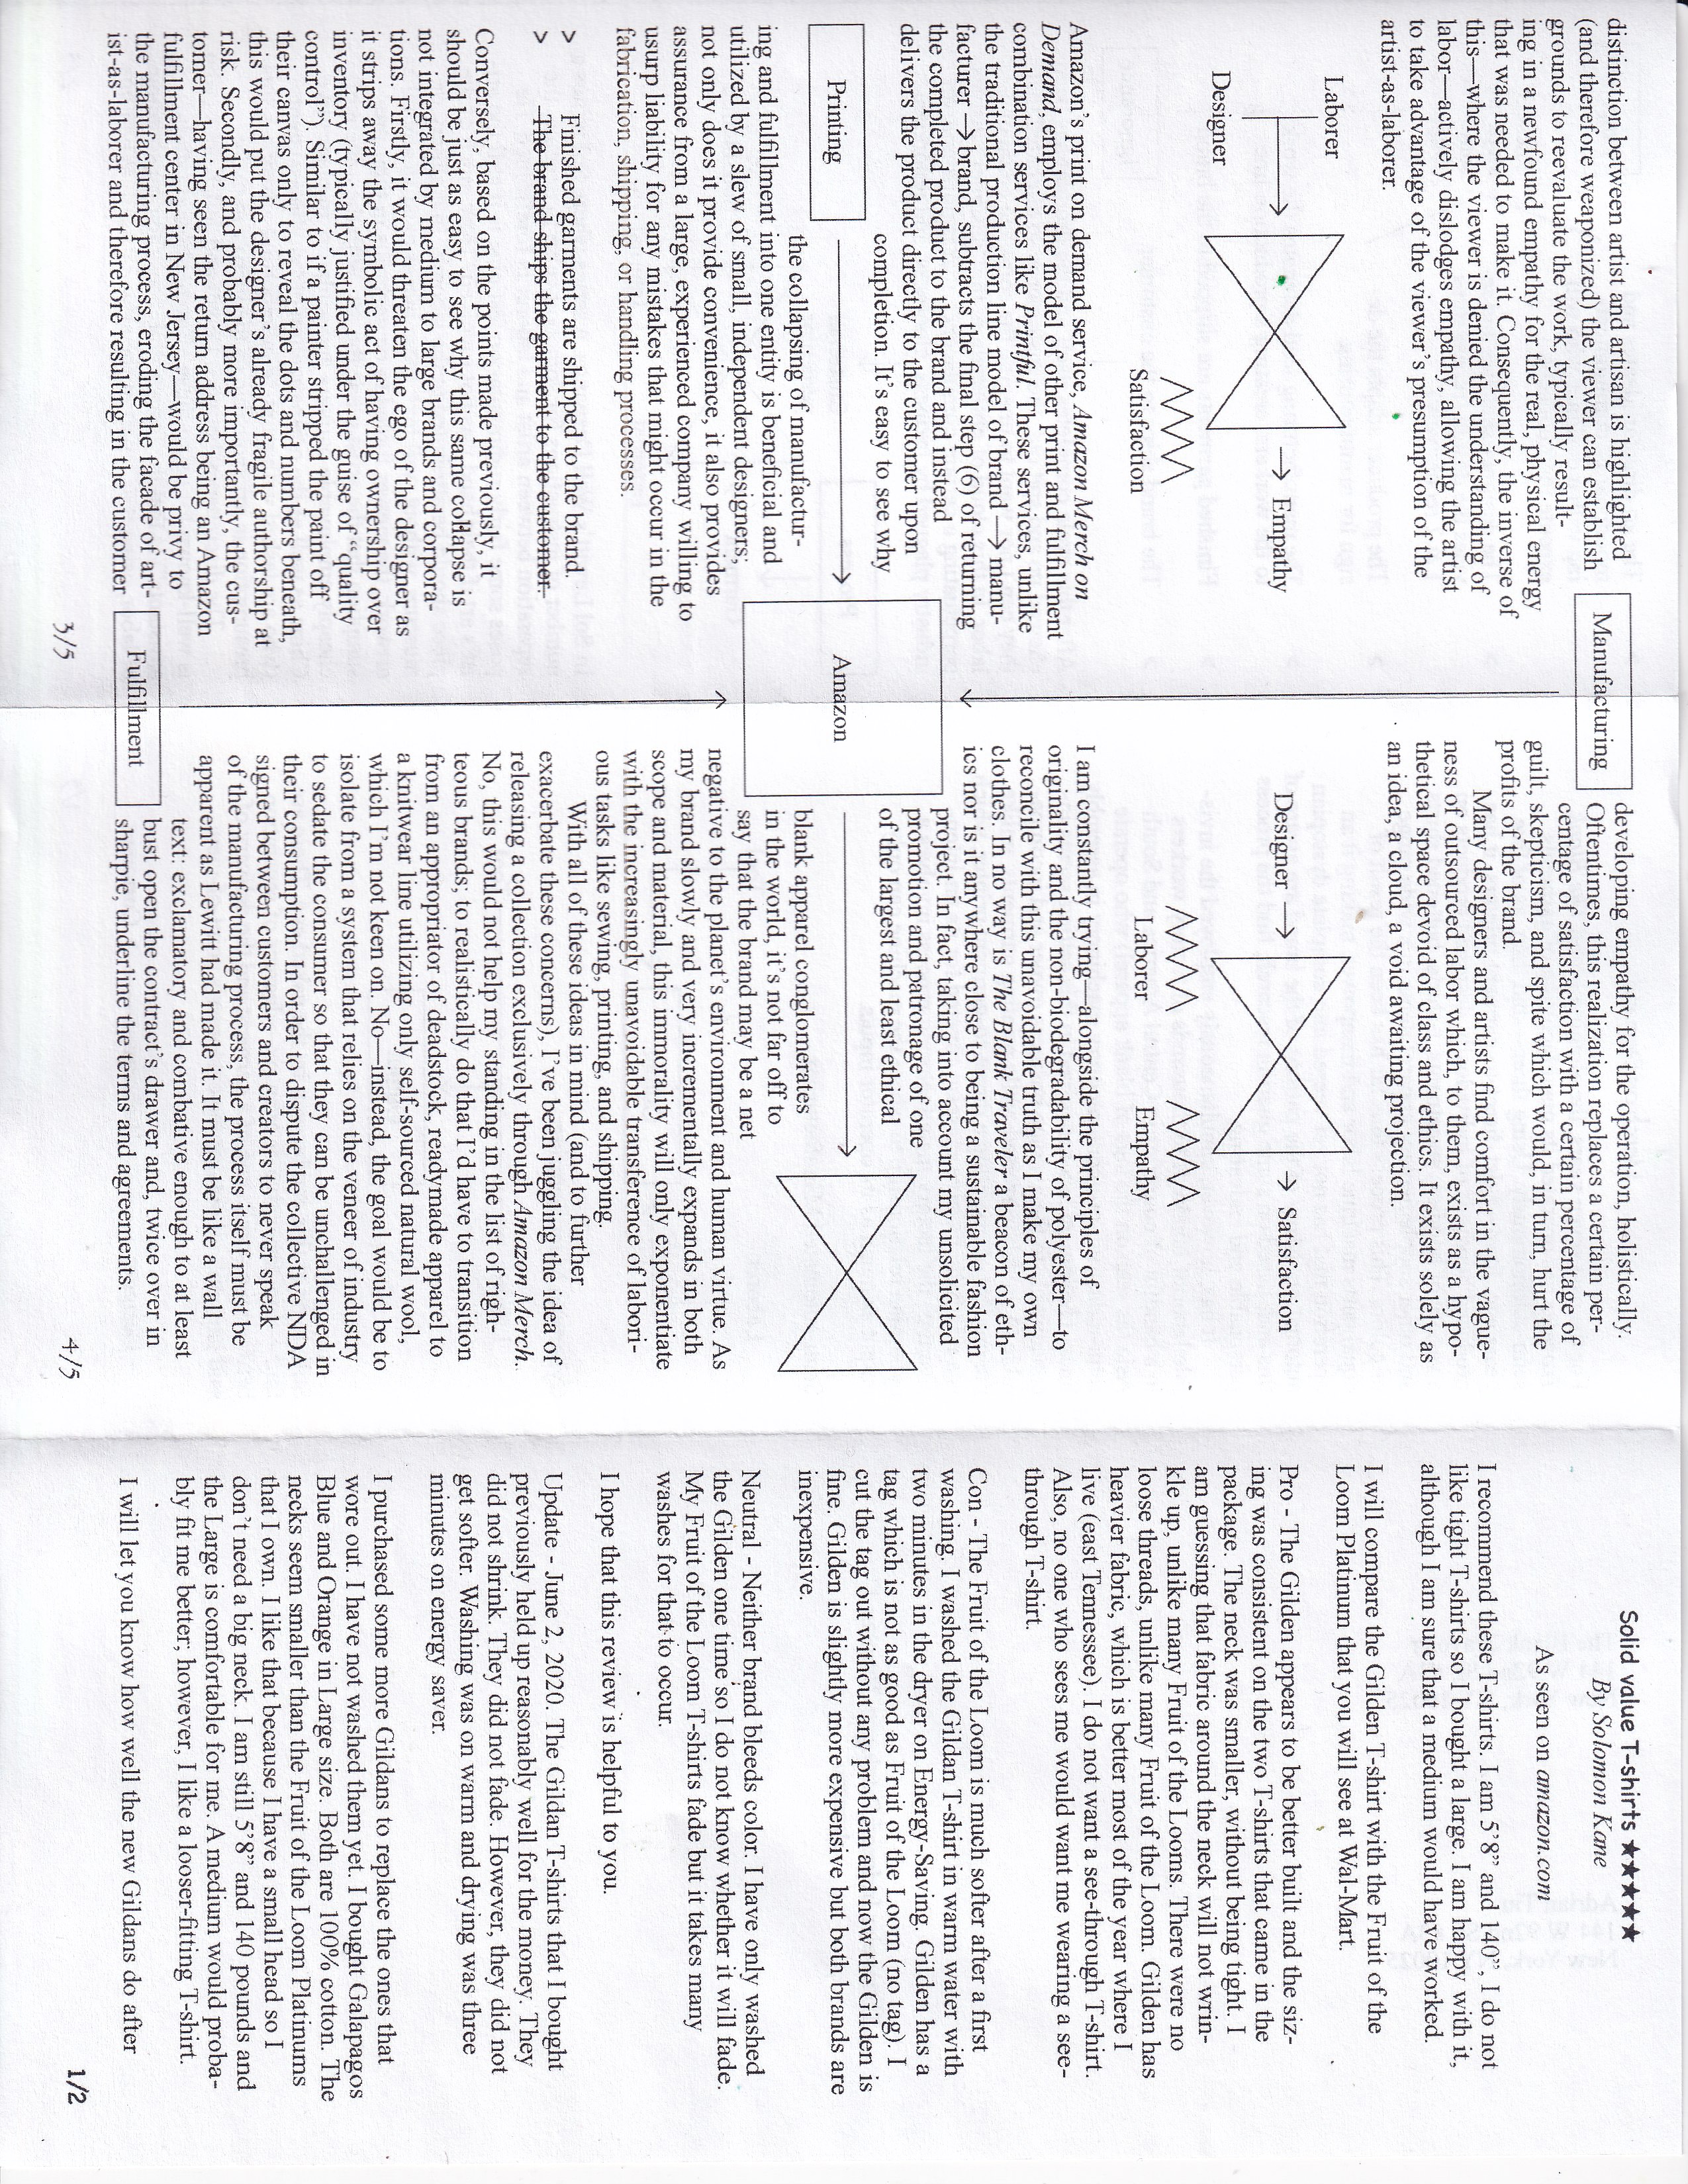 distinction between artist and artisan is highlighted
(and therefore weaponized) the viewer can establish
grounds to reevaluate the work, typically result-
ing in a newfound empathy for the real, physical energy
that was needed to make it. Consequently, the inverse of
this—where the viewer is denied the understanding of
labor—actively dislodges empathy, allowing the artist
to take advantage of the viewer's presumption of the
artist-as-laborer.
Laborer
Designer
→ Empathy
Satisfaction
Amazon's print on demand service, Amazon Merch on
Demand, employs the model of other print and fulfillment
combination services like Printful. These services, unlike
the traditional production line model of brand → manu-
facturer → brand, subtracts the final step (6) of returning
the completed product to the brand and instead
delivers the product directly to the customer upon
completion. It's easy to see why
Printing
the collapsing of manufactur-
ing and fulfillment into one entity is beneficial and
utilized by a slew of small, independent designers;
not only does it provide convenience, it also provides
assurance from a large, experienced company willing to
usurp liability for any mistakes that might occur in the
fabrication, shipping, or handling processes.
> Finished garments are shipped to the brand.
> The brand ships the garment to the customer.
Conversely, based on the points made previously, it
should be just as easy to see why this same collapse is
not integrated by medium to large brands and corpora-
tions. Firstly, it would threaten the ego of the designer as
it strips away the symbolic act of having ownership over
inventory (typically justified under the guise of “quality
control”). Similar to if a painter stripped the paint off
their canvas only to reveal the dots and numbers beneath,
this would put the designer's already fragile authorship at
risk. Secondly, and probably more importantly, the cus-
tomer—having seen the return address being an Amazon
fulfillment center in New Jersey—would be privy to
the manufacturing process, eroding the facade of art-
ist-as-laborer and therefore resulting in the customer
3/5
Manufacturing
Amazon
Fulfillment
developing empathy for the operation, holistically.
Oftentimes, this realization replaces a certain per-
centage of satisfaction with a certain percentage of
guilt, skepticism, and spite which would, in turn, hurt the
profits of the brand.
Many designers and artists find comfort in the vague-
ness of outsourced labor which, to them, exists as a hypo-
thetical space devoid of class and ethics. It exists solely as
an idea, a cloud, a void awaiting projection.
Designer →
→ Satisfaction
Laborer Empathy
I am constantly trying—alongside the principles of
originality and the non-biodegradability of polyester—to
reconcile with this unavoidable truth as I make my own
clothes. In no way is The Blank Traveler a beacon of eth-
ics nor is it anywhere close to being a sustainable fashion
project. In fact, taking into account my unsolicited
promotion and patronage of one
of the largest and least ethical
blank apparel conglomerates
in the world, it's not far off to
say that the brand may be a net
negative to the planet's environment and human virtue. As
my brand slowly and very incrementally expands in both
scope and material, this immorality will only exponentiate
with the increasingly unavoidable transference of labori-
ous tasks like sewing, printing, and shipping.
With all of these ideas in mind (and to further
exacerbate these concerns), I've been juggling the idea of
releasing a collection exclusively through Amazon Merch.
No, this would not help my standing in the list of righ-
teous brands; to realistically do that I'd have to transition
from an appropriator of deadstock, readymade apparel to
a knitwear line utilizing only self-sourced natural wool,
which I'm not keen on. No—instead, the goal would be to
isolate from a system that relies on the veneer of industry
to sedate the consumer so that they can be unchallenged in
their consumption. In order to dispute the collective NDA
signed between customers and creators to never speak
of the manufacturing process, the process itself must be
apparent as Lewitt had made it. It must be like a wall
text: exclamatory and combative enough to at least
bust open the contract's drawer and, twice over in
sharpie, underline the terms and agreements.
4/5
Solid value T-shirts ★★★★★
By Solomon Kane
As seen on amazon.com
I recommend these T-shirts. I am 5'8” and 140”, I do not
like tight T-shirts so I bought a large. I am happy with it,
although I am sure that a medium would have worked.
I will compare the Gilden T-shirt with the Fruit of the
Loom Platinum that you will see at Wal-Mart.
Pro - The Gilden appears to be better built and the siz-
ing was consistent on the two T-shirts that came in the
package. The neck was smaller, without being tight. I
am guessing that fabric around the neck will not wrin-
kle up, unlike many Fruit of the Looms. There were no
loose threads, unlike many Fruit of the Loom. Gilden has
heavier fabric, which is better most of the year where I
live (east Tennessee). I do not want a see-through T-shirt.
Also, no one who sees me would want me wearing a see-
through T-shirt.
Con - The Fruit of the Loom is much softer after a first
washing. I washed the Gildan T-shirt in warm water with
two minutes in the dryer on Energy-Saving. Gilden has a
tag which is not as good as Fruit of the Loom (no tag). I
cut the tag out without any problem and now the Gilden is
fine. Gilden is slightly more expensive but both brands are
inexpensive.
Neutral - Neither brand bleeds color. I have only washed
the Gilden one time so I do not know whether it will fade.
My Fruit of the Loom T-shirts fade but it takes many
washes for that to occur.
I hope that this review is helpful to you.
Update - June 2, 2020. The Gildan T-shirts that I bought
previously held up reasonably well for the money. They
did not shrink. They did not fade. However, they did not
get softer. Washing was on warm and drying was three
minutes on energy saver.
I purchased some more Gildans to replace the ones that
wore out. I have not washed them yet. I bought Galapagos
Blue and Orange in Large size. Both are 100% cotton. The
necks seem smaller than the Fruit of the Loom Platinums
that I own. I like that because I have a small head so I
don't need a big neck. I am still 5'8” and 140 pounds and
the Large is comfortable for me. A medium would proba-
bly fit me better; however, I like a looser-fitting T-shirt.
I will let you know how well the new Gildans do after
1/2